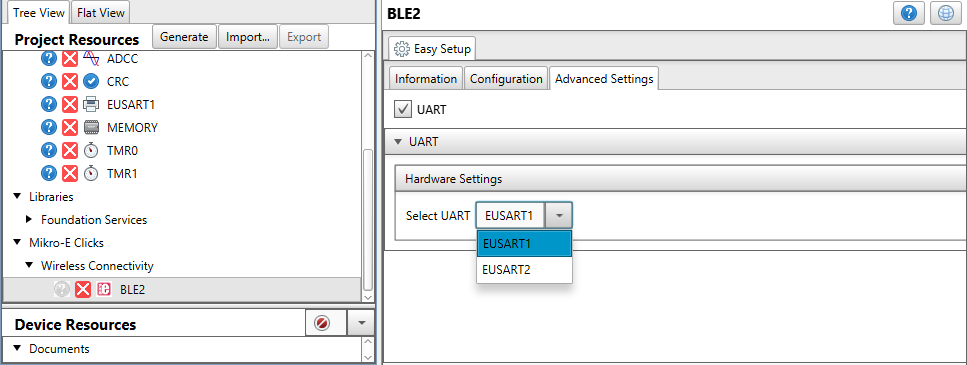 Tree View Flat View
Project Resources Generate Import... Export
ADCC
CRC
EUSART1
MEMORY
TMR0
TMR1
Libraries
Foundation Services
Mikro-E Clicks
Wireless Connectivity
BLE2
Device Resources
Documents
BLE2
Easy Setup
Information Configuration Advanced Settings
UART
UART
Hardware Settings
Select UART EUSART1
EUSART1
EUSART2